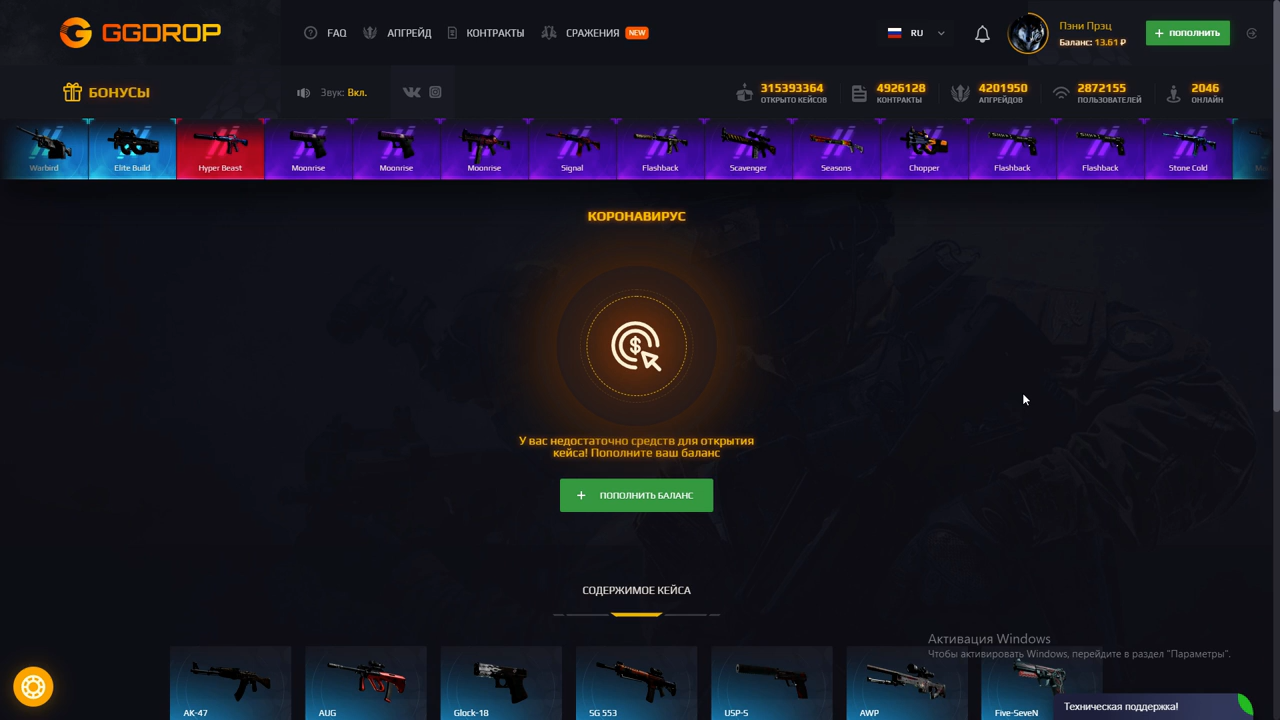 GGDROP
FAQ
АПГРЕЙД
КОНТРАКТЫ
СРАЖЕНИЯ NEW
RU
Пэни Прэц
Баланс: 13.61 ₽
+ ПОПОЛНИТЬ
БОНУСЫ
Звук: Вкл.
315393364
ОТКРЫТО КЕЙСОВ
4926128
КОНТРАКТЫ
4201950
АПГРЕЙДОВ
2872155
ПОЛЬЗОВАТЕЛЕЙ
2046
ОНЛАЙН
Warbird
Elite Build
Hyper Beast
Moonrise
Moonrise
Moonrise
Signal
Flashback
Scavenger
Seasons
Chopper
Flashback
Flashback
Stone Cold
КОРОНАВИРУС
У вас недостаточно средств для открытия
кейса! Пополните ваш баланс
+ ПОПОЛНИТЬ БАЛАНС
СОДЕРЖИМОЕ КЕЙСА
Активация Windows
Чтобы активировать Windows, перейдите в раздел "Параметры".
AK-47
AUG
Glock-18
SG 553
USP-S
AWP
Five-SeveN
Техническая поддержка!